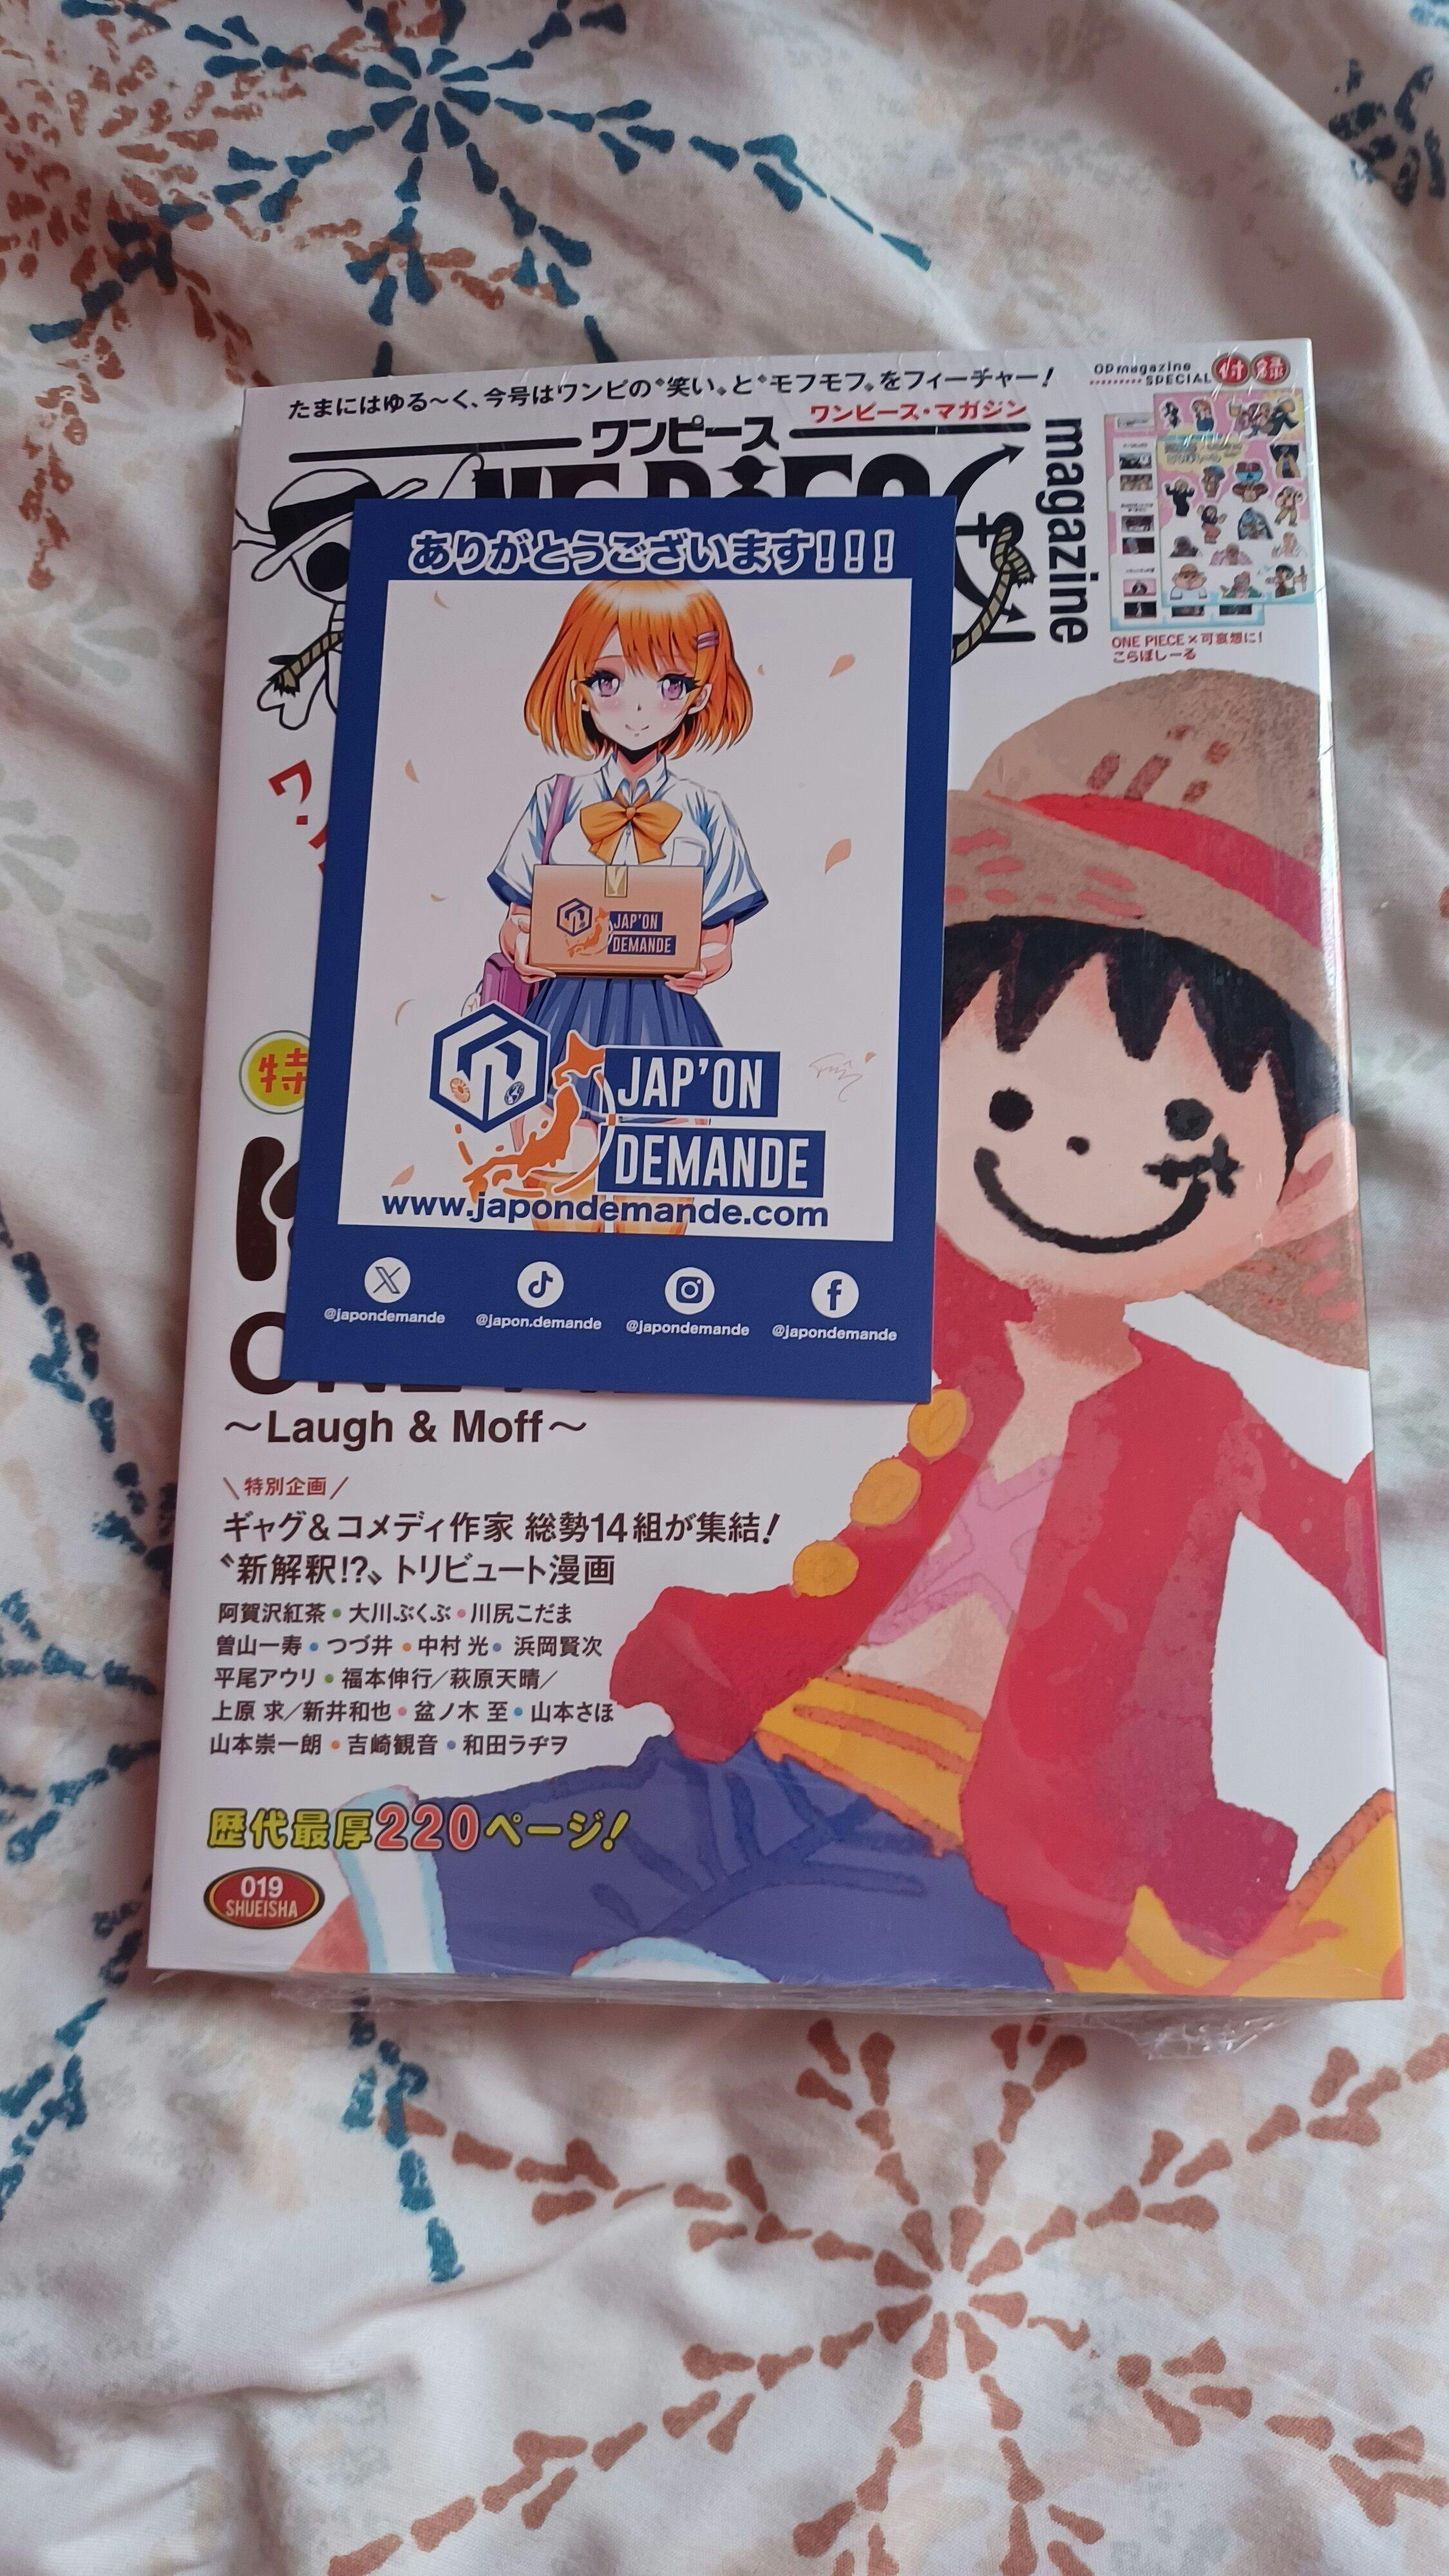 たまにはゆる〜く、今号はワンピの〝笑い〟と〝モフモフ〟をフィーチャー!
OP magazine
SPECIAL 付録
ワンピース
ワンピース・マガジン
magazine
ONE PIECE×可哀想に!
こらぼしーる
ありがとうございます!!!
JAP'ON
DEMANDE
JAP'ON
DEMANDE
www.japondemande.com
@japondemande
@japon.demande
@japondemande
@japondemande
特
〜Laugh & Moff〜
\特別企画/
ギャグ&コメディ作家 総勢14組が集結!
〝新解釈!?〟トリビュート漫画
阿賀沢紅茶・大川ぶくぶ・川尻こだま
曽山一寿・つづ井・中村 光・浜岡賢次
平尾アウリ・福本伸行/萩原天晴/
上原 求/新井和也・盆ノ木 至・山本さほ
山本崇一朗・吉崎観音・和田ラヂヲ
歴代最厚220ページ!
019
SHUEISHA